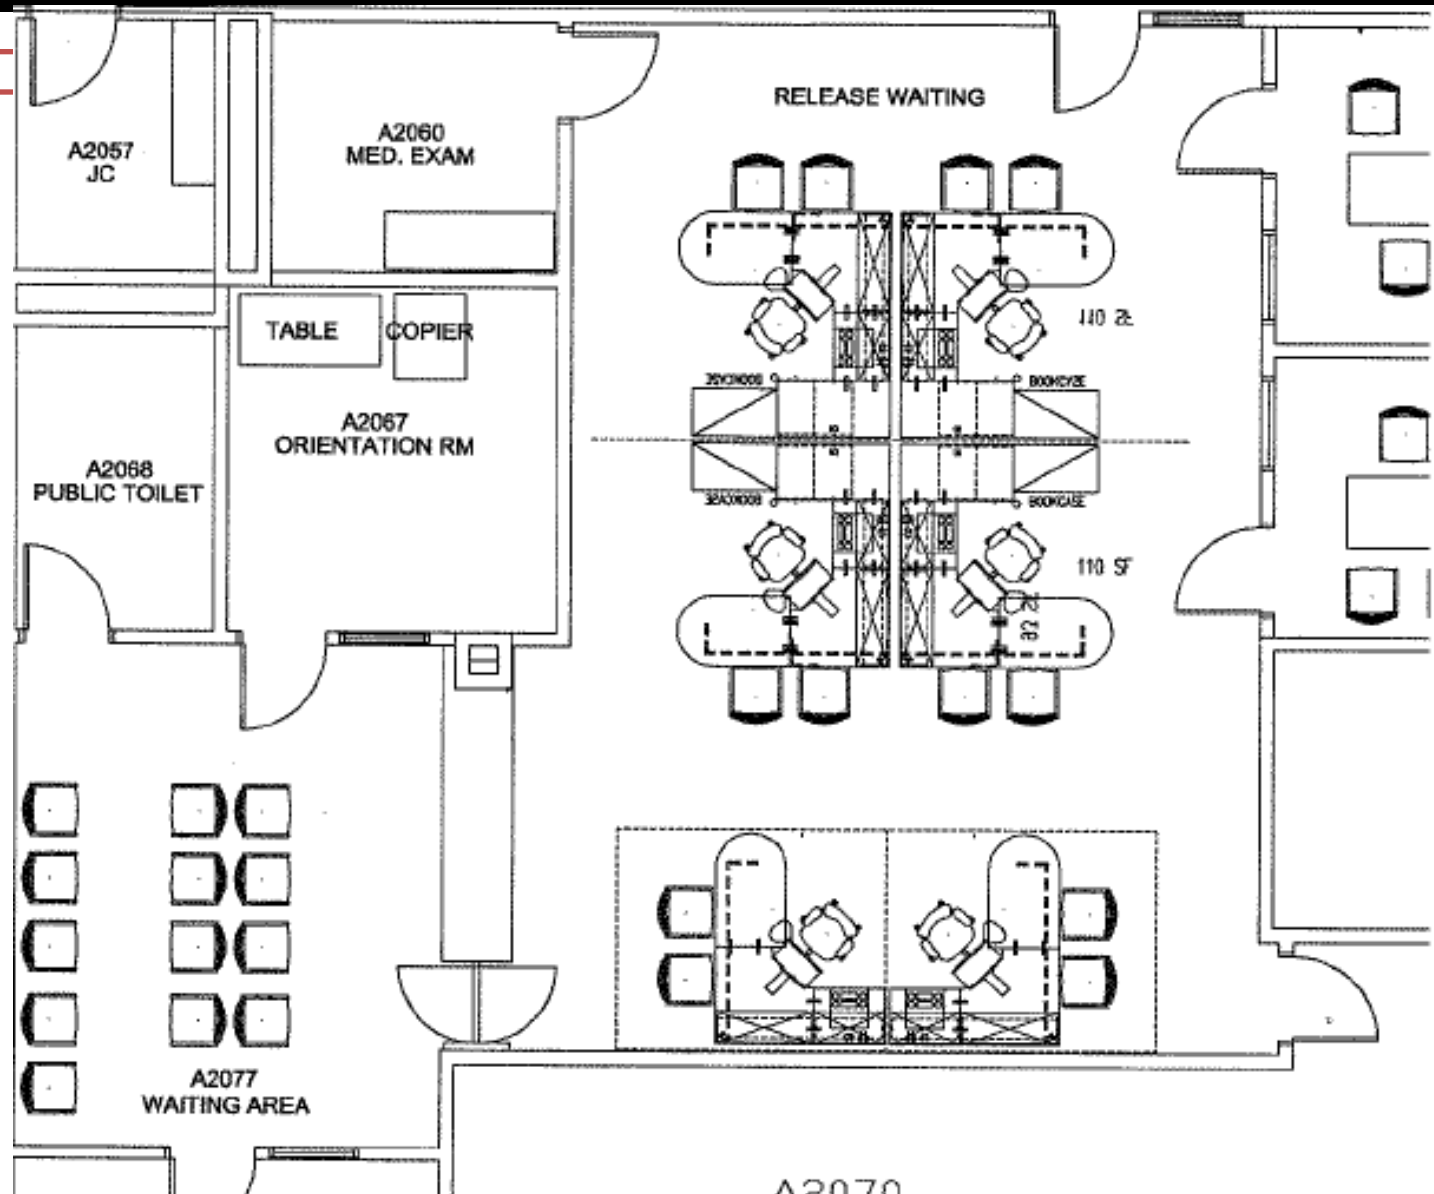 RELEASE WAITING
A2057
JC
A2060
MED. EXAM
TABLE
COPIER
A2067
ORIENTATION RM
A2068
PUBLIC TOILET
110 SF
BOOKCASE
BOOKCASE
BOOKCASE
BOOKCASE
110 SF
A2077
WAITING AREA
A2070